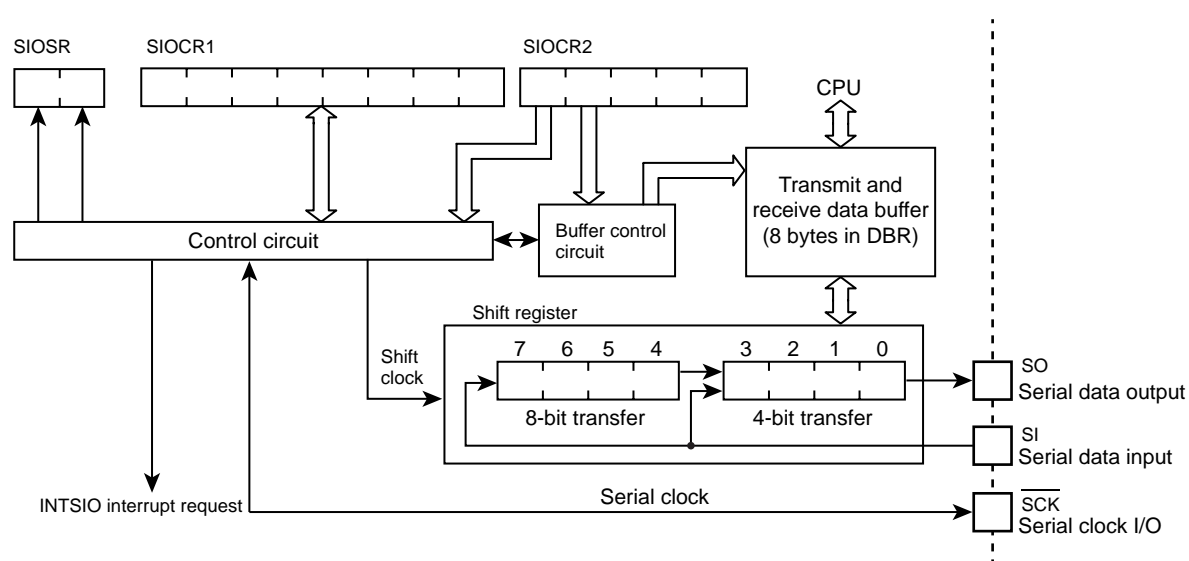 SIOSR
SIOCR1
SIOCR2
CPU
Transmit and
receive data buffer
(8 bytes in DBR)
Control circuit
Buffer control
circuit
Shift register
Shift
clock
7 6 5 4
3 2 1 0
8-bit transfer
4-bit transfer
SO
Serial data output
SI
Serial data input
INTSIO interrupt request
Serial clock
SCK
Serial clock I/O